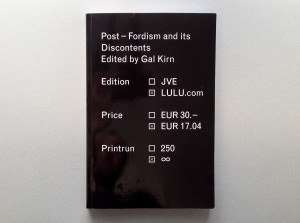 Post – Fordism and its
Discontents
Edited by Gal Kirn
Edition □ JVE
☒ LULU.com
Price □ EUR 30.–
☒ EUR 17.04
Printrun □ 250
☒ ∞